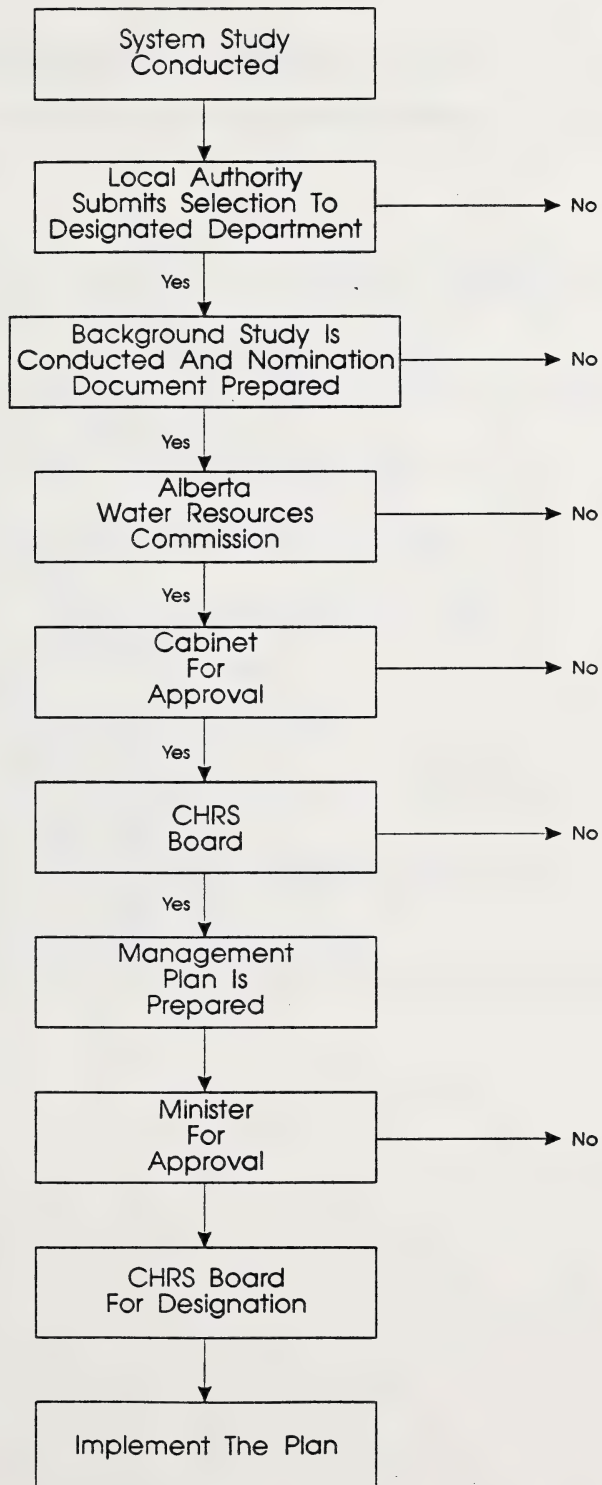 System Study
Conducted
Local Authority
Submits Selection To
Designated Department
No
Yes
Background Study Is
Conducted And Nomination
Document Prepared
No
Yes
Alberta
Water Resources
Commission
No
Yes
Cabinet
For
Approval
No
Yes
CHRS
Board
No
Yes
Management
Plan Is
Prepared
Minister
For
Approval
No
CHRS Board
For Designation
Implement The Plan